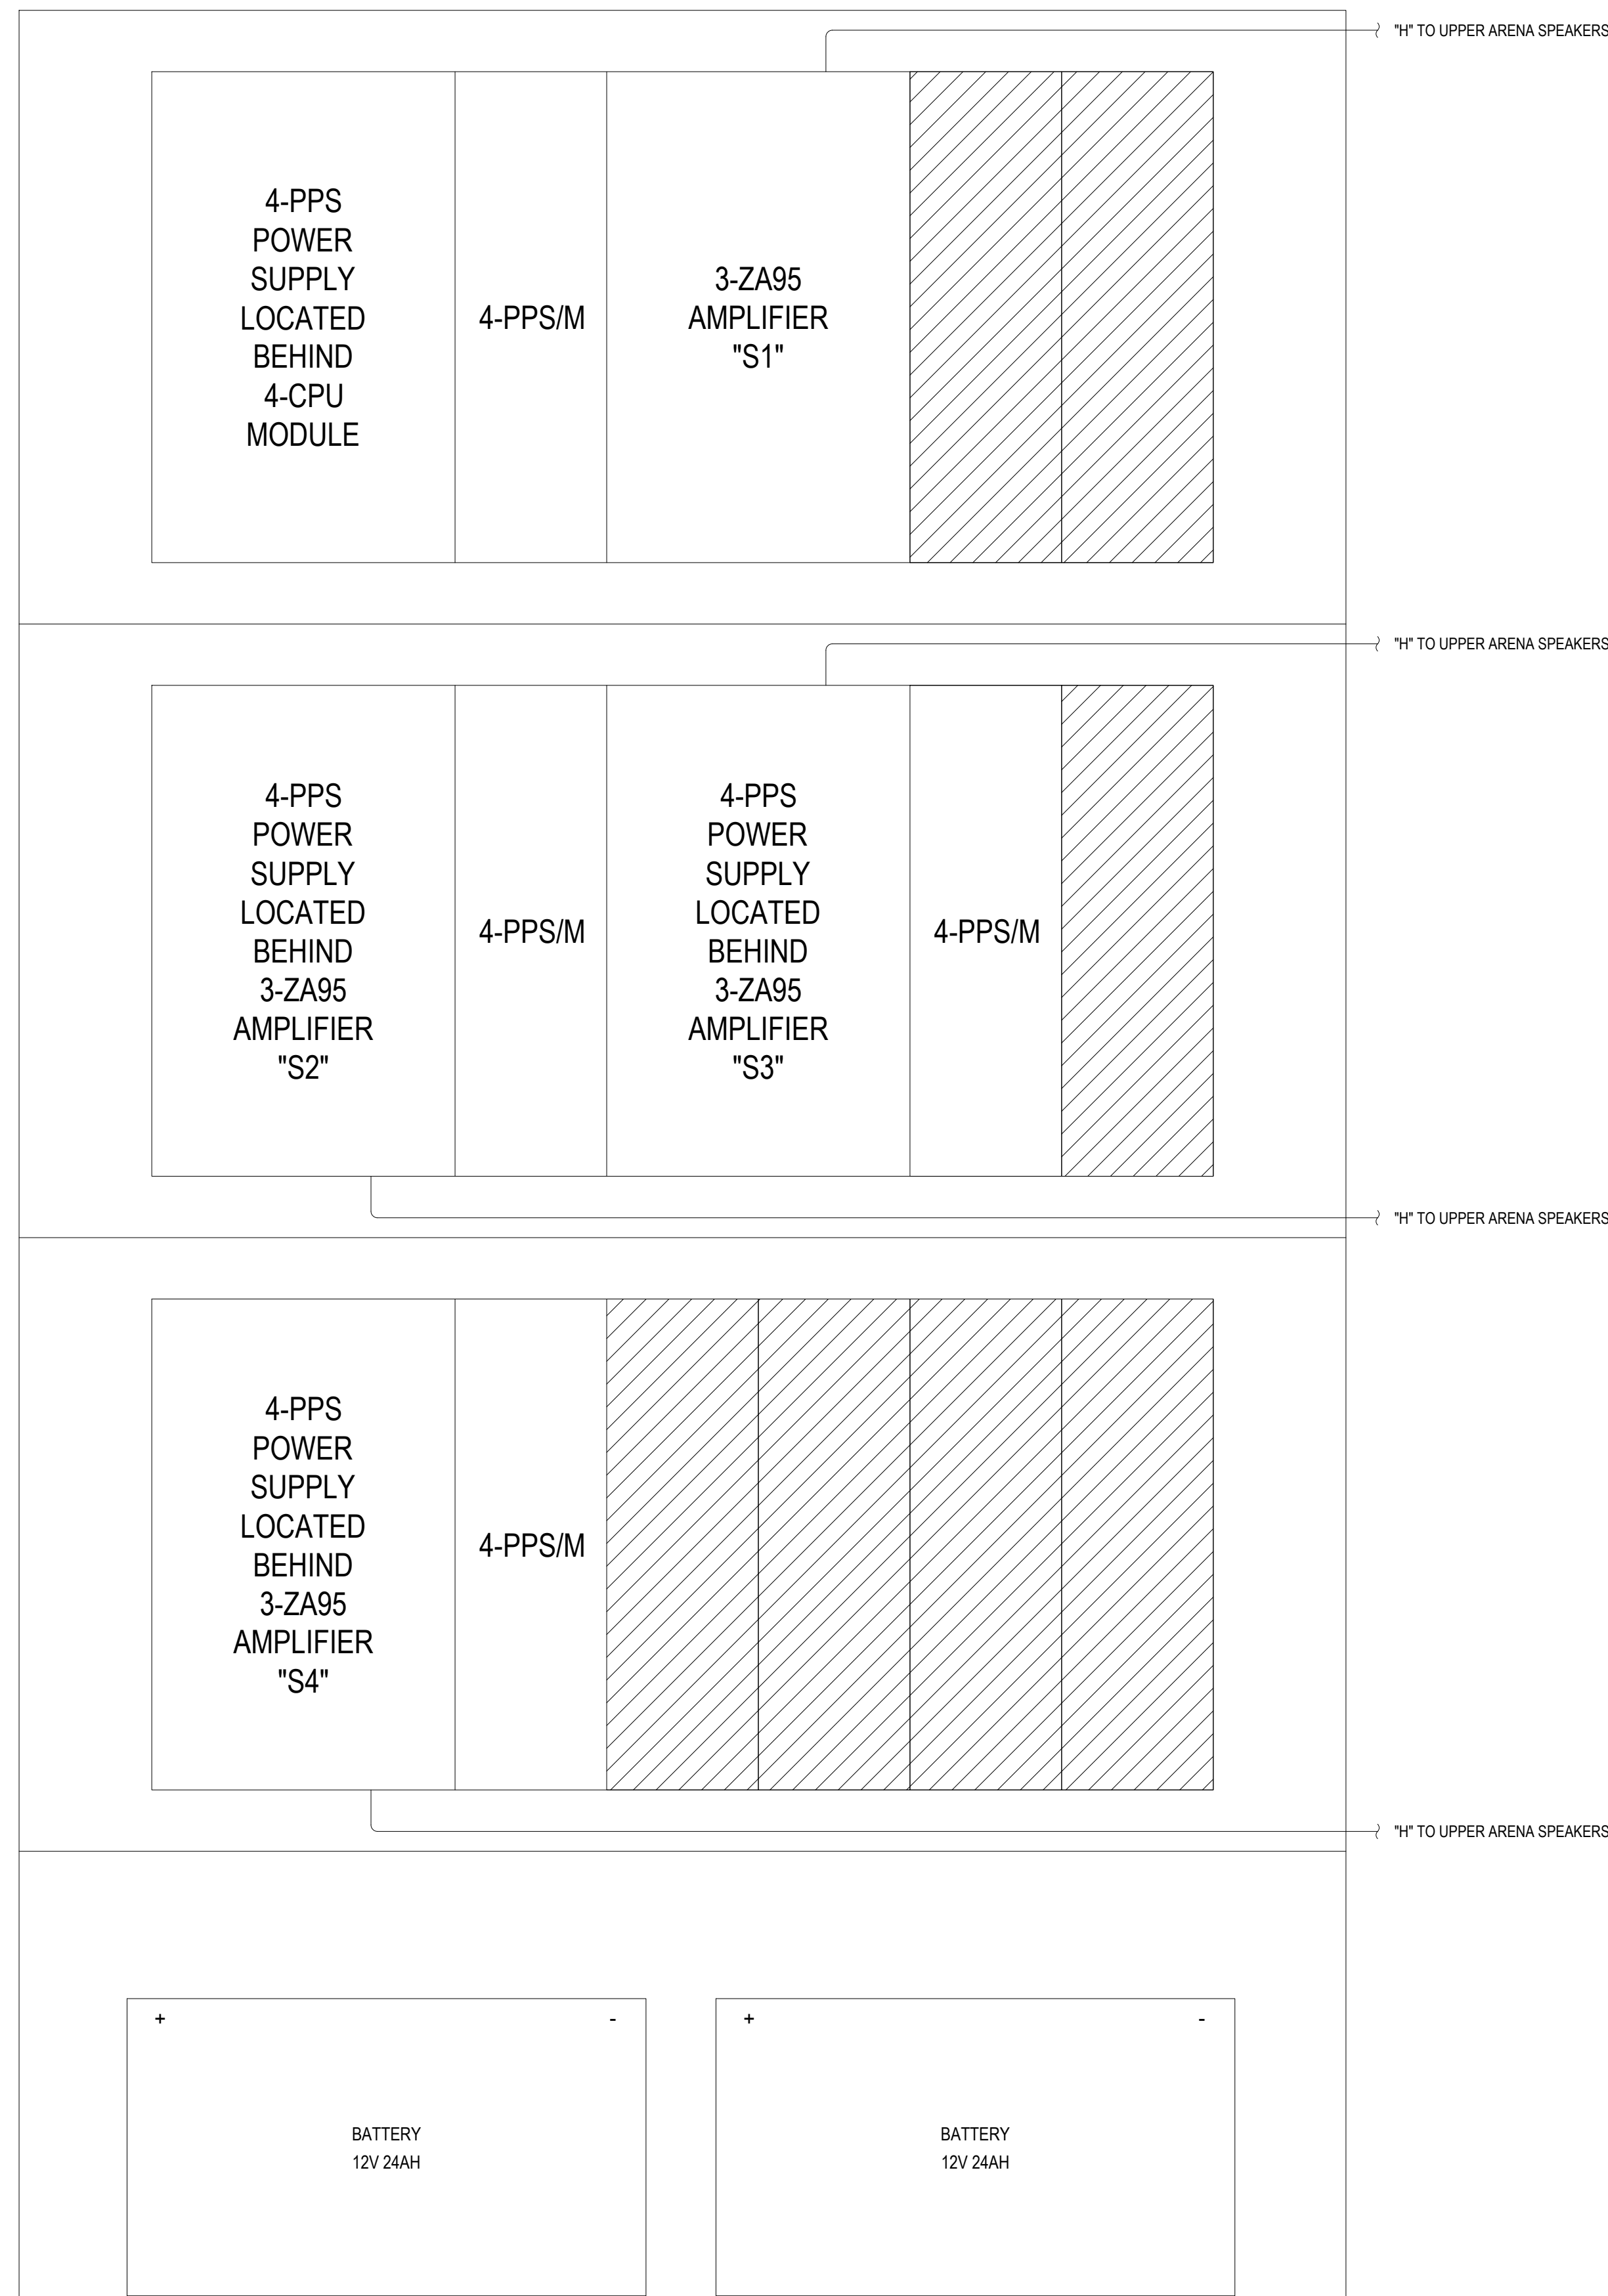 "H" TO UPPER ARENA SPEAKERS
4-PPS
POWER
SUPPLY
LOCATED
BEHIND
4-CPU
MODULE
4-PPS/M
3-ZA95
AMPLIFIER
"S1"
"H" TO UPPER ARENA SPEAKERS
4-PPS
POWER
SUPPLY
LOCATED
BEHIND
3-ZA95
AMPLIFIER
"S2"
4-PPS/M
4-PPS
POWER
SUPPLY
LOCATED
BEHIND
3-ZA95
AMPLIFIER
"S3"
4-PPS/M
"H" TO UPPER ARENA SPEAKERS
4-PPS
POWER
SUPPLY
LOCATED
BEHIND
3-ZA95
AMPLIFIER
"S4"
4-PPS/M
"H" TO UPPER ARENA SPEAKERS
+ -
BATTERY
12V 24AH
+ -
BATTERY
12V 24AH